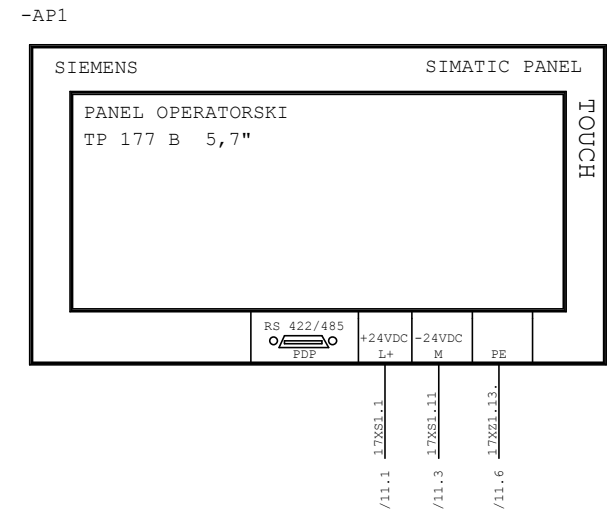 -AP1
SIEMENS SIMATIC PANEL
TOUCH
PANEL OPERATORSKI
TP 177 B 5,7"
RS 422/485
PDP
+24VDC
L+
-24VDC
M
PE
17XS1.1
17XS1.11
17XZ1.13.
/11.1
/11.3
/11.6